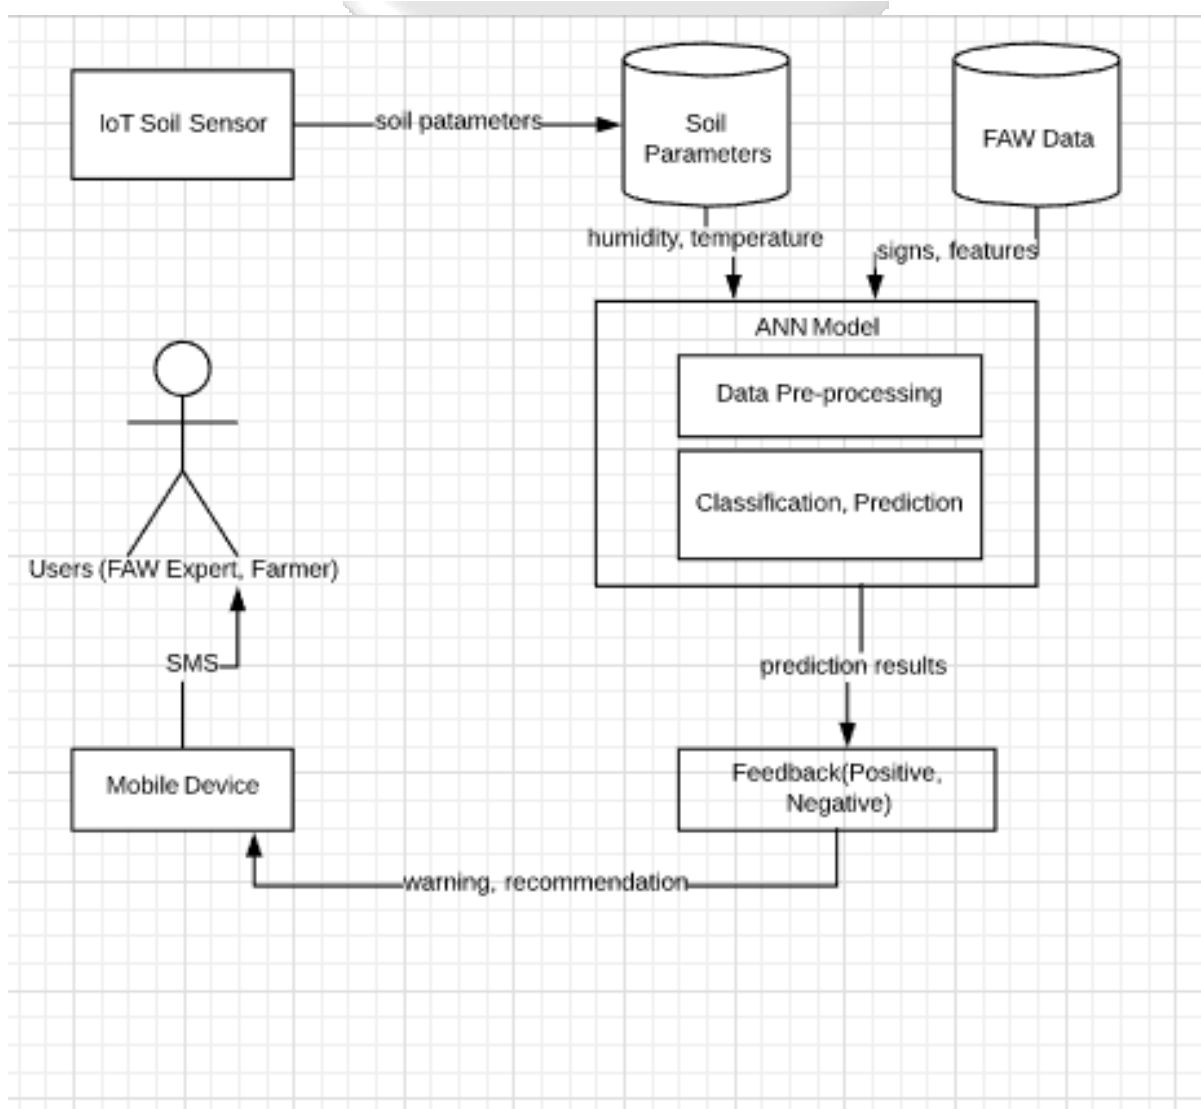 IoT Soil Sensor
soil patameters
Soil
Parameters
FAW Data
humidity, temperature
signs, features
ANN Model
Data Pre-processing
Classification, Prediction
Users (FAW Expert, Farmer)
SMS
prediction results
Mobile Device
Feedback(Positive,
Negative)
warning, recommendation